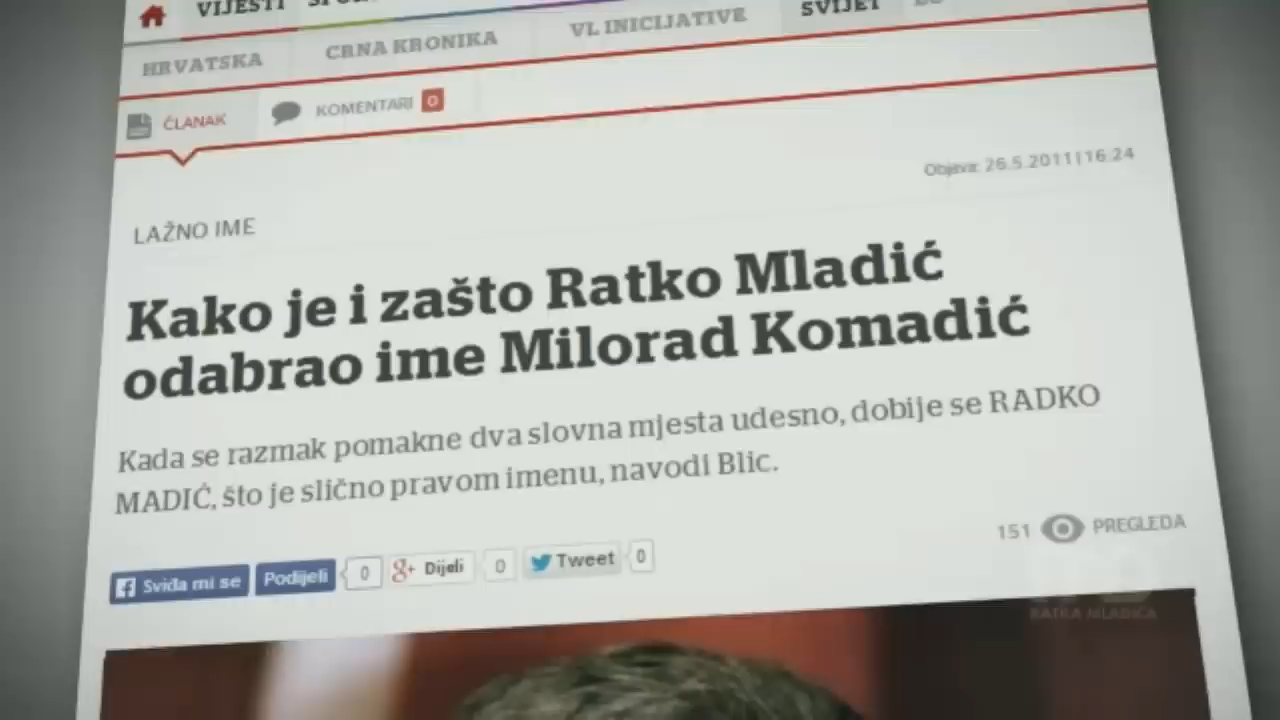 VIJESTI
HRVATSKA CRNA KRONIKA VL INICIJATIVE SVIJET
ČLANAK KOMENTARI 0
Objava: 26.5.2011 | 16:24
LAŽNO IME
Kako je i zašto Ratko Mladić
odabrao ime Milorad Komadić
Kada se razmak pomakne dva slovna mjesta udesno, dobije se RADKO
MADIĆ, što je slično pravom imenu, navodi Blic.
151 PREGLEDA
Sviđa mi se Podijeli 0 g+ Dijeli 0 Tweet 0
RATKA MLADIĆA